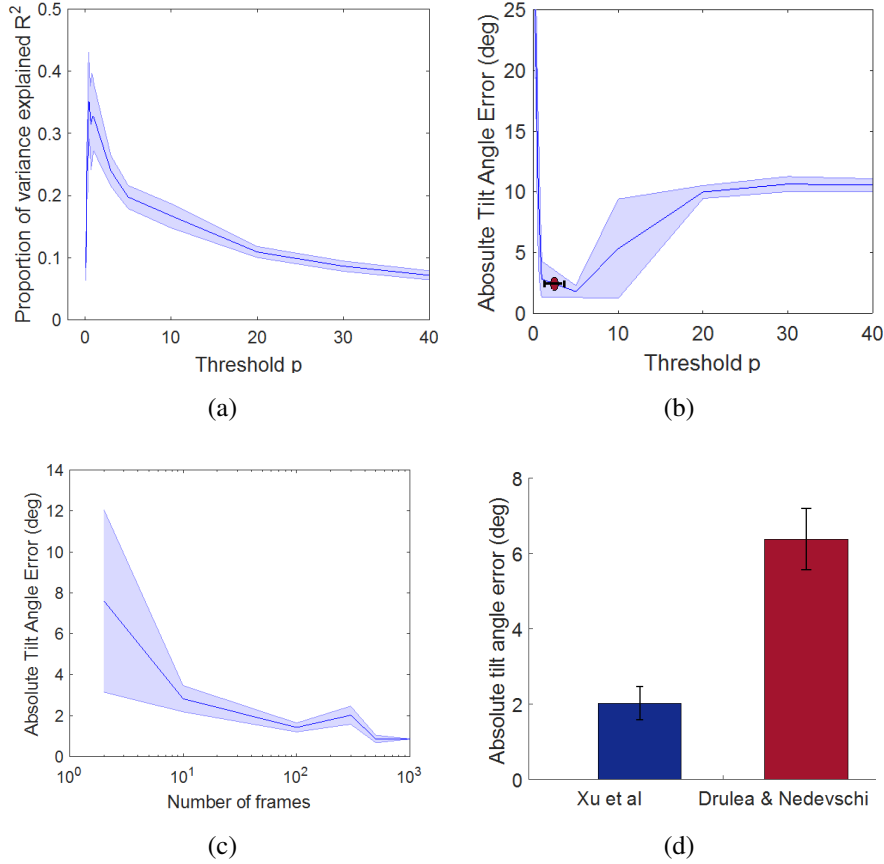 Proportion of variance explained R²
0.5
0.4
0.3
0.2
0.1
0
0 10 20 30 40
Threshold p
(a)
Abosulte Tilt Angle Error (deg)
25
20
15
10
5
0
0 10 20 30 40
Threshold p
(b)
Absolute Tilt Angle Error (deg)
14
12
10
8
6
4
2
0
10⁰ 10¹ 10² 10³
Number of frames
(c)
Absolute tilt angle error (deg)
8
6
4
2
0
Xu et al Drulea & Nedevschi
(d)